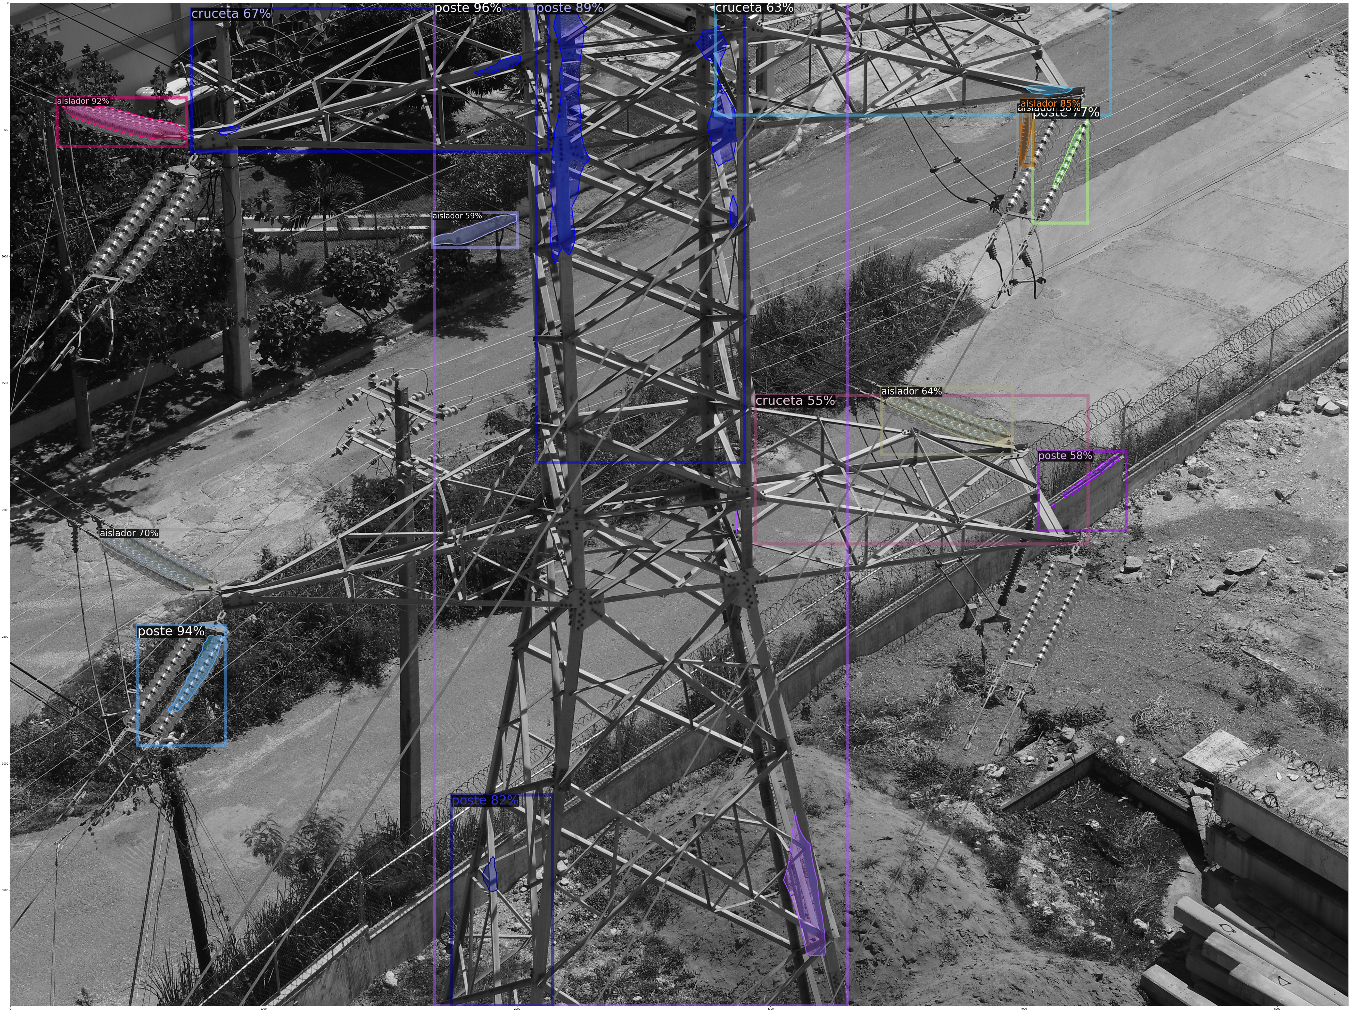 cruceta 67%
poste 96%
poste 89%
cruceta 63%
aislador 92%
aislador 85%
poste 77%
aislador 59%
aislador 64%
cruceta 55%
poste 58%
aislador 70%
poste 94%
poste 82%